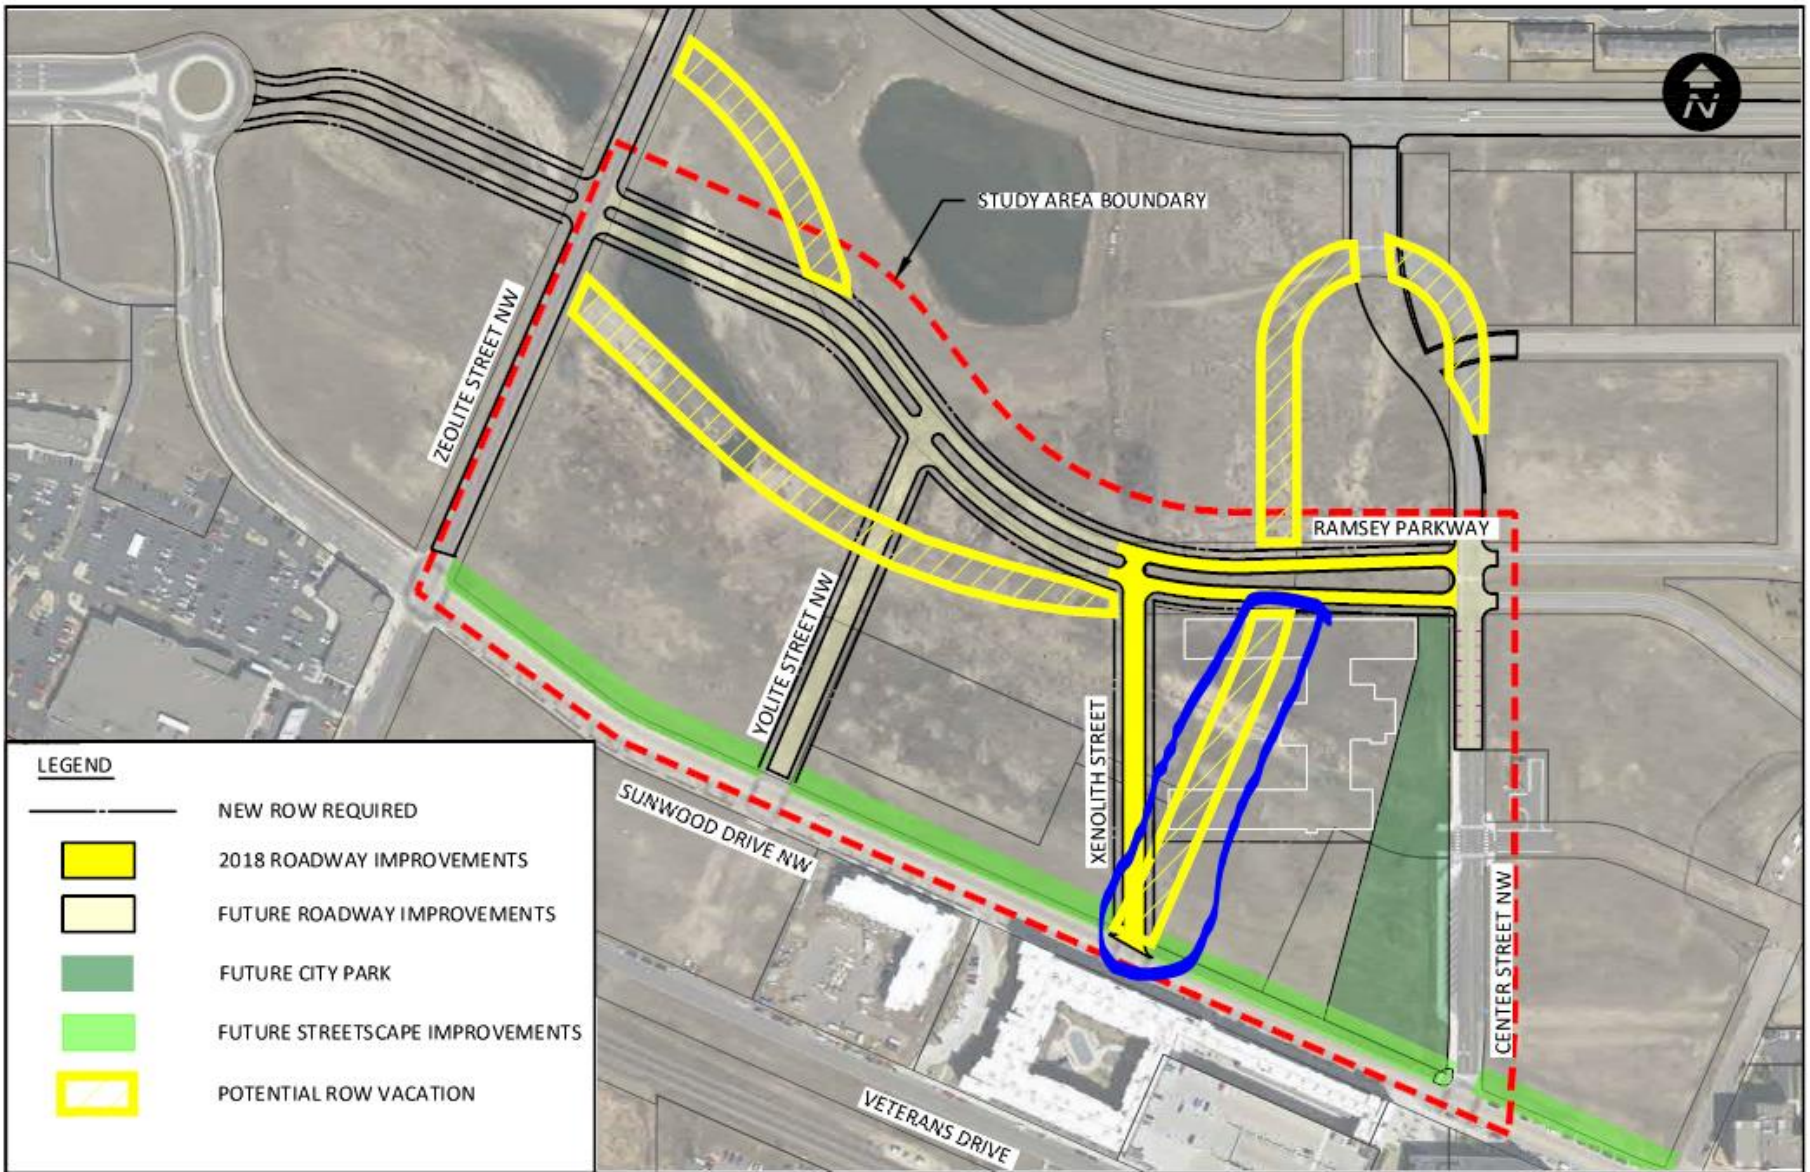 N
STUDY AREA BOUNDARY
ZEOLITE STREET NW
RAMSEY PARKWAY
YOLITE STREET NW
XENOLITH STREET
SUNWOOD DRIVE NW
CENTER STREET NW
VETERANS DRIVE
LEGEND
NEW ROW REQUIRED
2018 ROADWAY IMPROVEMENTS
FUTURE ROADWAY IMPROVEMENTS
FUTURE CITY PARK
FUTURE STREETSCAPE IMPROVEMENTS
POTENTIAL ROW VACATION